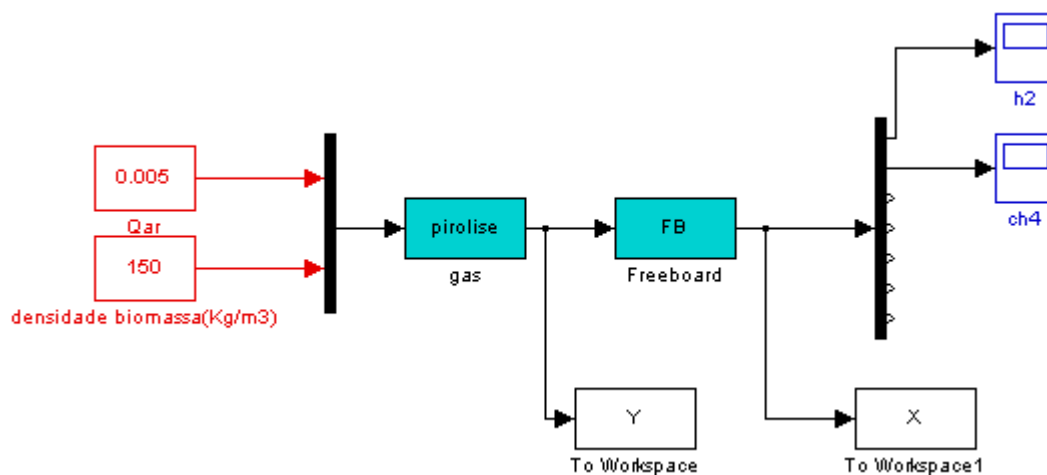 0.005
Qar
150
densidade biomassa(Kg/m3)
pirolise
gas
FB
Freeboard
h2
ch4
Y
To Workspace
X
To Workspace1